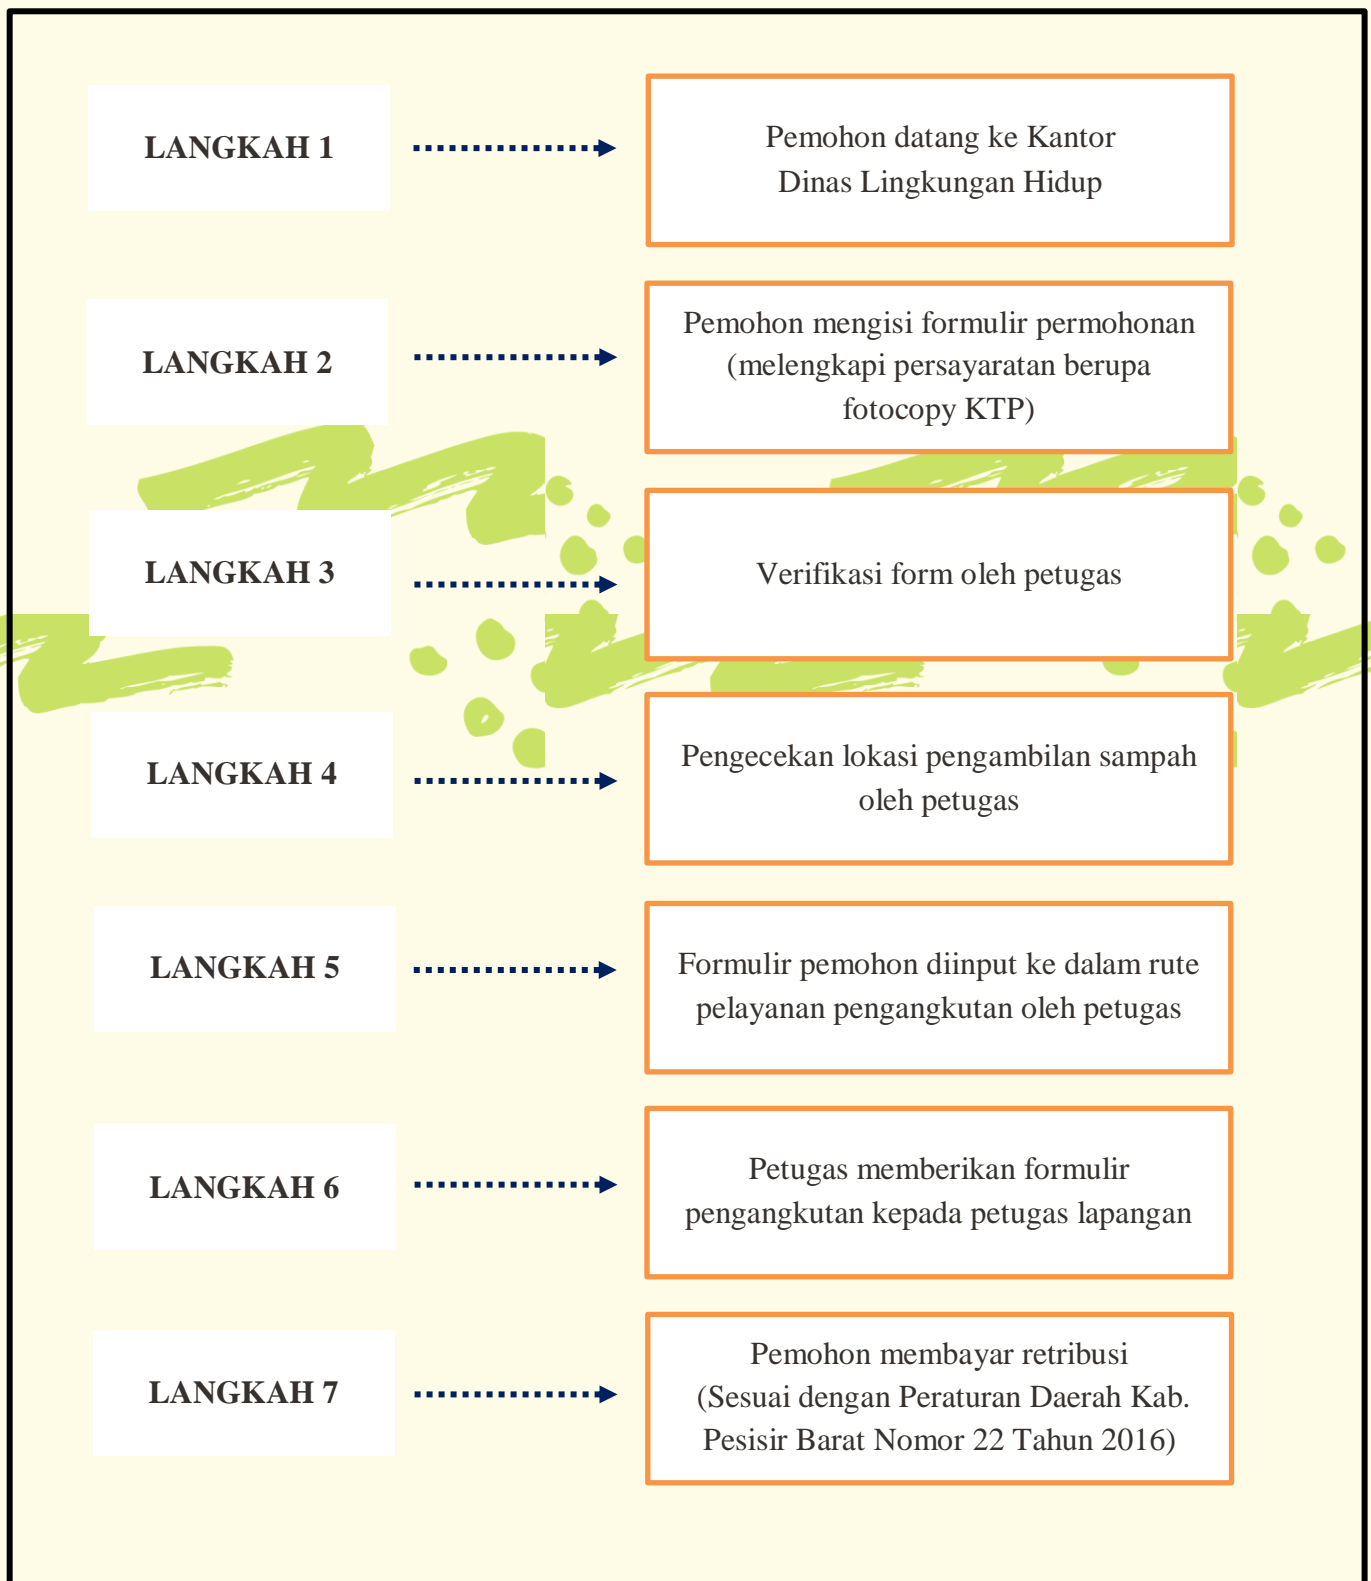 LANGKAH 1
Pemohon datang ke Kantor
Dinas Lingkungan Hidup
LANGKAH 2
Pemohon mengisi formulir permohonan
(melengkapi persayaratan berupa
fotocopy KTP)
LANGKAH 3
Verifikasi form oleh petugas
LANGKAH 4
Pengecekan lokasi pengambilan sampah
oleh petugas
LANGKAH 5
Formulir pemohon diinput ke dalam rute
pelayanan pengangkutan oleh petugas
LANGKAH 6
Petugas memberikan formulir
pengangkutan kepada petugas lapangan
LANGKAH 7
Pemohon membayar retribusi
(Sesuai dengan Peraturan Daerah Kab.
Pesisir Barat Nomor 22 Tahun 2016)